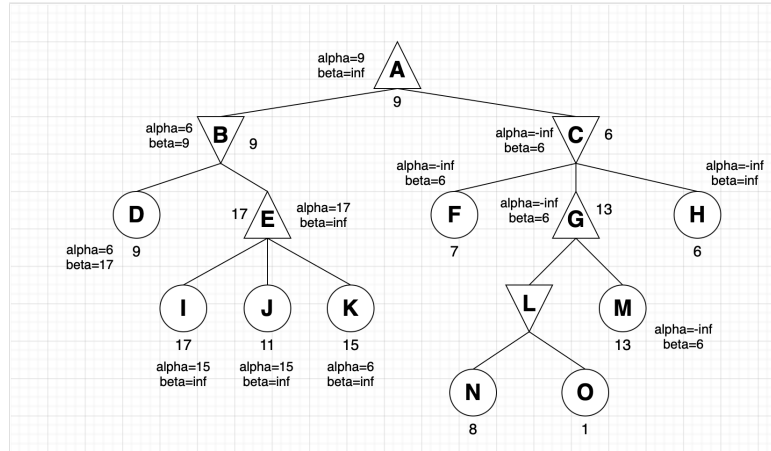 alpha=9
beta=inf
A
9
alpha=6
beta=9
B
9
alpha=-inf
beta=6
C
6
alpha=-inf
beta=6
alpha=-inf
beta=inf
D
17
E
alpha=17
beta=inf
F
alpha=-inf
beta=6
G
13
H
alpha=6
beta=17
9
7
6
I
J
K
L
M
17
11
15
13
alpha=-inf
beta=6
alpha=15
beta=inf
alpha=15
beta=inf
alpha=6
beta=inf
N
O
8
1